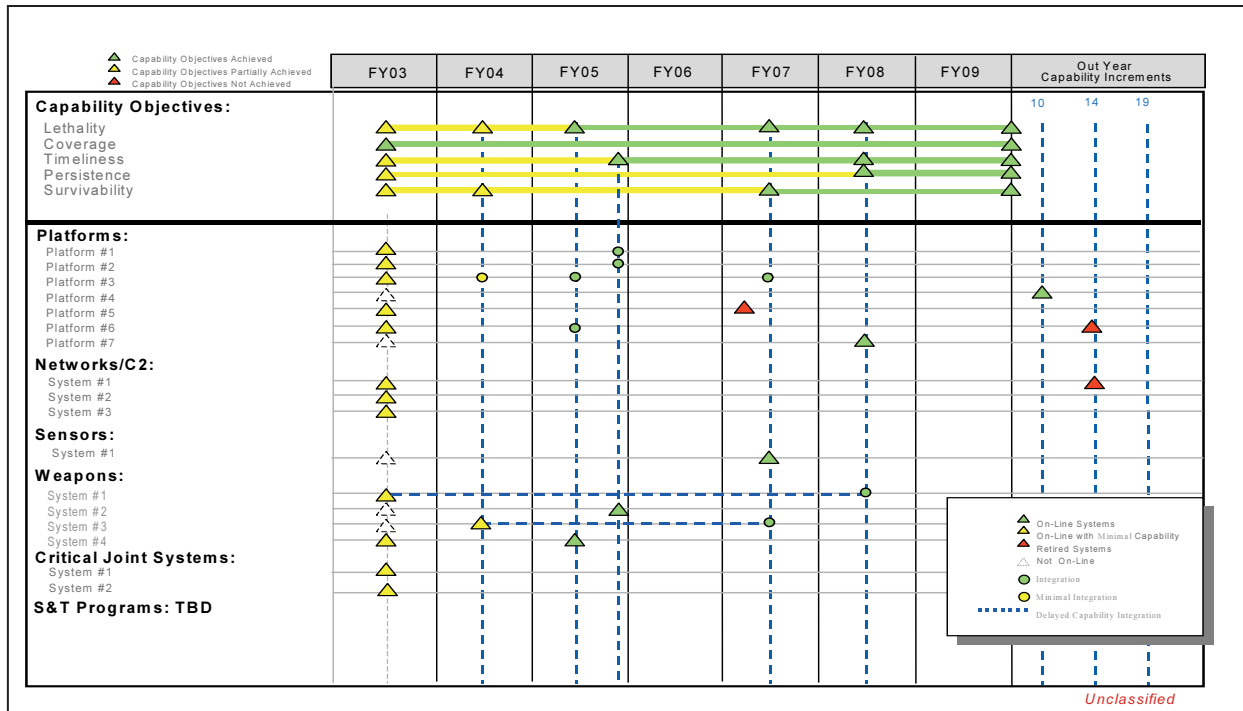 Capability Objectives Achieved
Capability Objectives Partially Achieved
Capability Objectives Not Achieved
FY03 FY04 FY05 FY06 FY07 FY08 FY09 Out Year
Capability Increments
Capability Objectives:
10 14 19
Lethality
Coverage
Timeliness
Persistence
Survivability
Platforms:
Platform #1
Platform #2
Platform #3
Platform #4
Platform #5
Platform #6
Platform #7
Networks/C2:
System #1
System #2
System #3
Sensors:
System #1
Weapons:
System #1
System #2
System #3
System #4
Critical Joint Systems:
System #1
System #2
S&T Programs: TBD
On-Line Systems
On-Line with Minimal Capability
Retired Systems
Not On-Line
Integration
Minimal Integration
Delayed Capability Integration
Unclassified